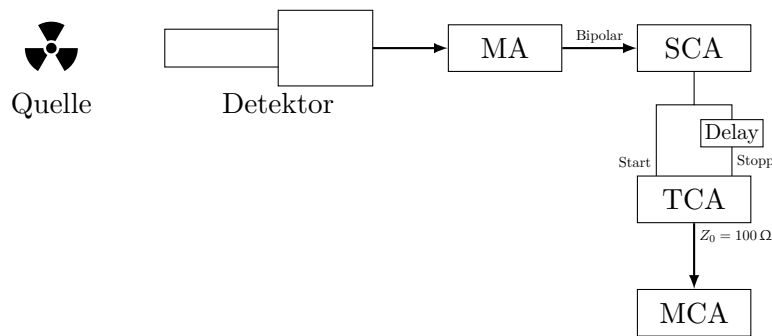 Quelle
Detektor
MA
Bipolar
SCA
Delay
Start
Stopp
TCA
Z₀ = 100 Ω
MCA